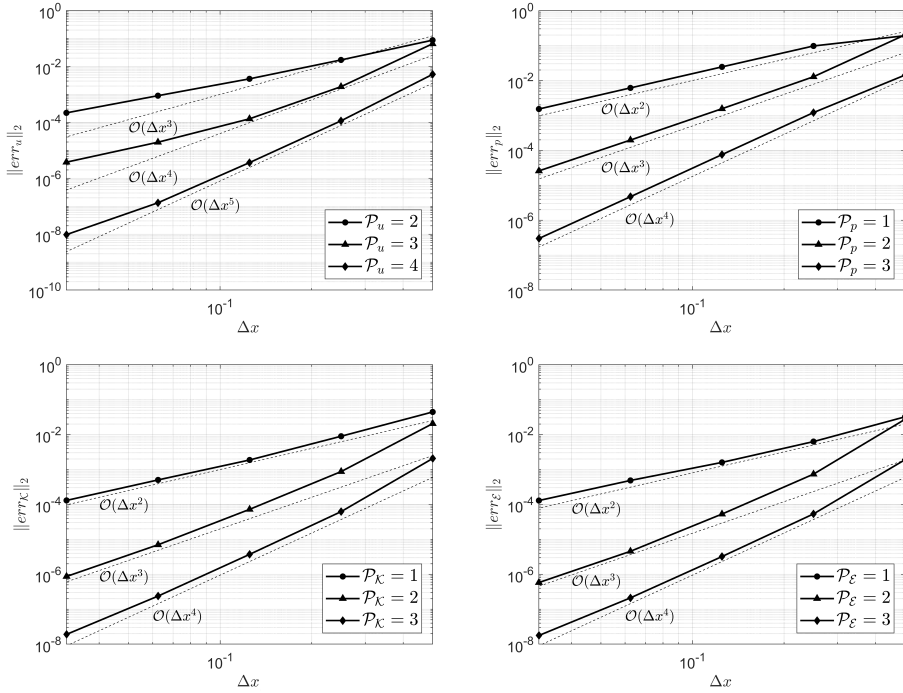 10^0
10^-2
10^-4
10^-6
10^-8
10^-10
||err_u||_2
O(Δx^3)
O(Δx^4)
O(Δx^5)
P_u = 2
P_u = 3
P_u = 4
10^-1
Δx
10^0
10^-2
10^-4
10^-6
10^-8
||err_p||_2
O(Δx^2)
O(Δx^3)
O(Δx^4)
P_p = 1
P_p = 2
P_p = 3
10^-1
Δx
10^0
10^-2
10^-4
10^-6
10^-8
||err_K||_2
O(Δx^2)
O(Δx^3)
O(Δx^4)
P_K = 1
P_K = 2
P_K = 3
10^-1
Δx
10^0
10^-2
10^-4
10^-6
10^-8
||err_ℰ||_2
O(Δx^2)
O(Δx^3)
O(Δx^4)
P_ℰ = 1
P_ℰ = 2
P_ℰ = 3
10^-1
Δx